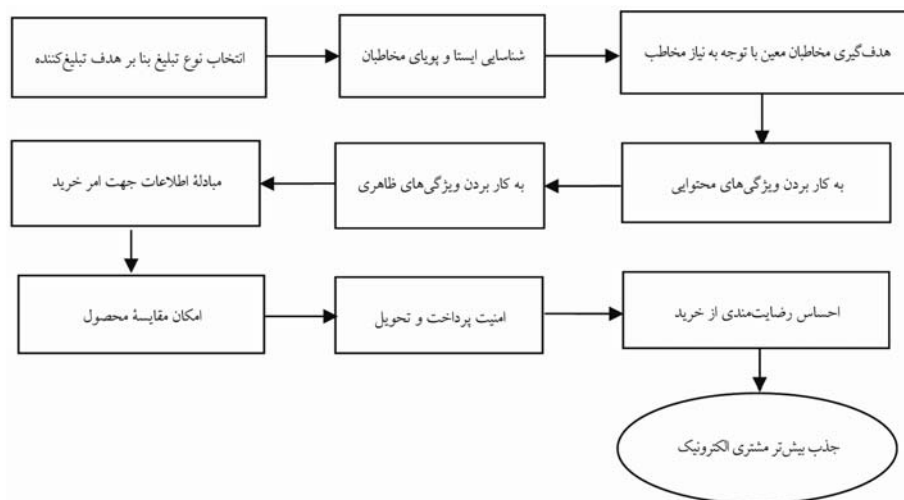 انتخاب نوع تبلیغ بنا بر هدف تبلیغ‌کننده
شناسایی ایستا و پویای مخاطبان
هدف‌گیری مخاطبان معین با توجه به نیاز مخاطب
به کار بردن ویژگی‌های محتوایی
به کار بردن ویژگی‌های ظاهری
مبادلهٔ اطلاعات جهت امر خرید
امکان مقایسهٔ محصول
امنیت پرداخت و تحویل
احساس رضایت‌مندی از خرید
جذب بیش‌تر مشتری الکترونیک